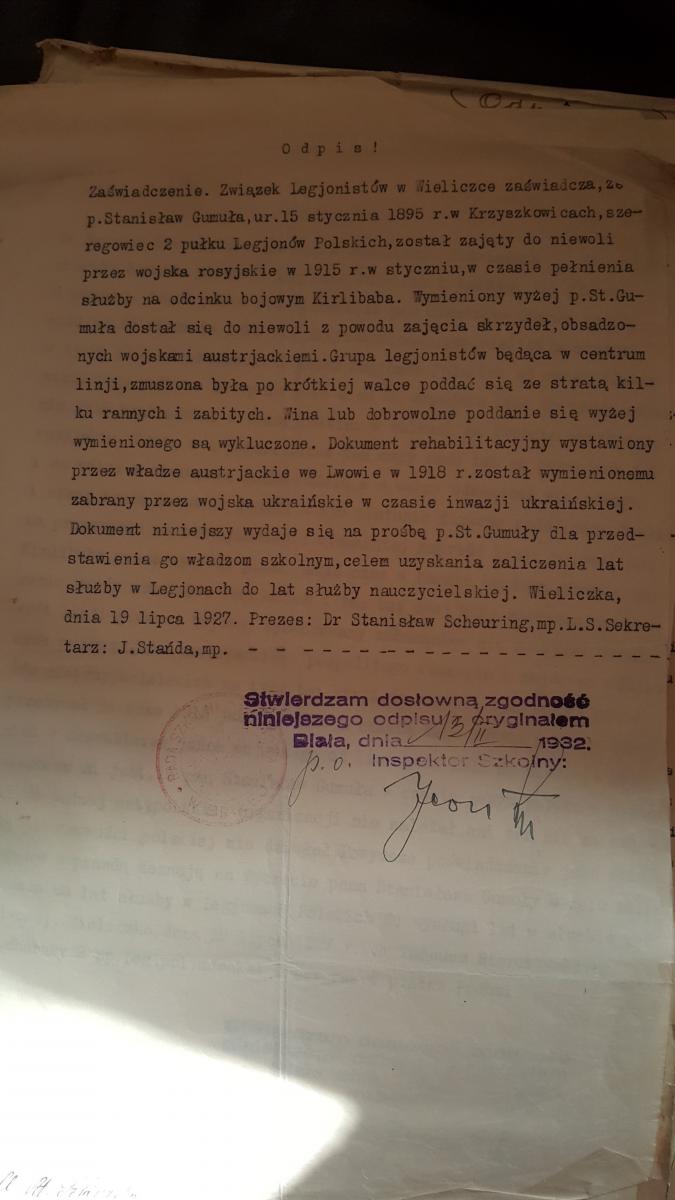 Odpis!
Zaświadczenie. Związek Legjonistów w Wieliczce zaświadcza, że
p.Stanisław Gumuła,ur.15 stycznia 1895 r.w Krzyszkowicach,sze-
regowiec 2 pułku Legjonów Polskich,został zajęty do niewoli
przez wojska rosyjskie w 1915 r.w styczniu,w czasie pełnienia
służby na odcinku bojowym Kirlibaba. Wymieniony wyżej p.St.Gu-
muła dostał się do niewoli z powodu zajęcia skrzydeł,obsadzo-
nych wojskami austrjackiemi.Grupa legjonistów będąca w centrum
linji,zmuszona była po krótkiej walce poddać się ze stratą kil-
ku rannych i zabitych. Wina lub dobrowolne poddanie się wyżej
wymienionego są wykluczone. Dokument rehabilitacyjny wystawiony
przez władze austrjackie we Lwowie w 1918 r.został wymienionemu
zabrany przez wojska ukraińskie w czasie inwazji ukraińskiej.
Dokument niniejszy wydaje się na prośbę p.St.Gumuły dla przed-
stawienia go władzom szkolnym,celem uzyskania zaliczenia lat
służby w Legjonach do lat służby nauczycielskiej. Wieliczka,
dnia 19 lipca 1927. Prezes: Dr Stanisław Scheuring,mp.L.S.Sekre-
tarz: J.Stańda,mp. - - - - - - - - - - - - - - - - - - - - -
Stwierdzam dosłowną zgodność
niniejszego odpisu z oryginałem
Biała, dnia 13/II 1932.
p.o. Inspektor Szkolny: